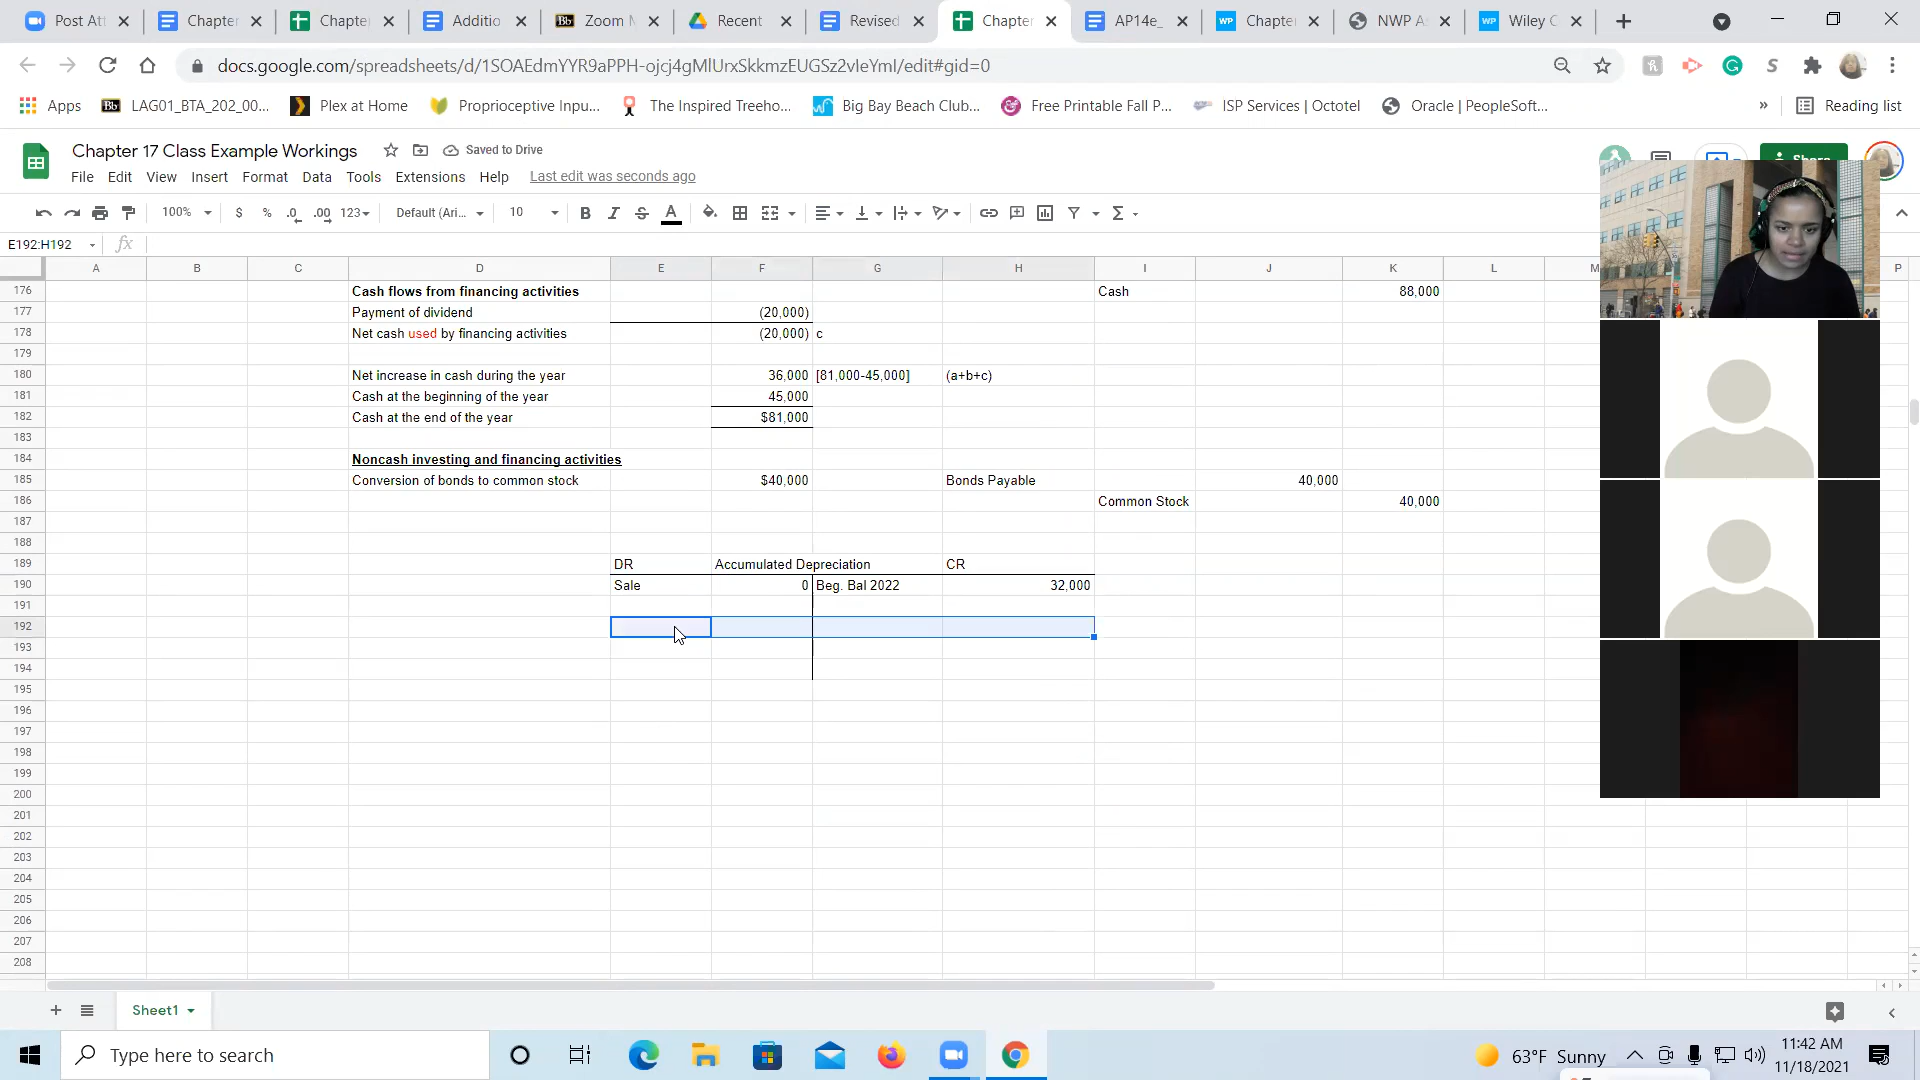 Post Att
Chapter
Chapte
Additio
Zoom M
Recent
Revised
Chapter
AP14e_
Chapte
NWP A
Wiley C
docs.google.com/spreadsheets/d/1SOAEdmYYR9aPPH-ojcj4gMlUrxSkkmzEUGSz2vIeYmI/edit#gid=0
Apps
LAG01_BTA_202_00...
Plex at Home
Proprioceptive Inpu...
The Inspired Treeho...
Big Bay Beach Club...
Free Printable Fall P...
ISP Services | Octotel
Oracle | PeopleSoft...
»
Reading list
Chapter 17 Class Example Workings
Saved to Drive
File Edit View Insert Format Data Tools Extensions Help
Last edit was seconds ago
100% $ % .0 .00 123 Default (Ari... 10 B I S A
E192:H192 fx
A B C D E F G H I J K L M P
176 Cash flows from financing activities Cash 88,000
177 Payment of dividend (20,000)
178 Net cash used by financing activities (20,000) c
179
180 Net increase in cash during the year 36,000 [81,000-45,000] (a+b+c)
181 Cash at the beginning of the year 45,000
182 Cash at the end of the year $81,000
183
184 Noncash investing and financing activities
185 Conversion of bonds to common stock $40,000 Bonds Payable 40,000
186 Common Stock 40,000
187
188
189 DR Accumulated Depreciation CR
190 Sale 0 Beg. Bal 2022 32,000
191
192
193
194
195
196
197
198
199
200
201
202
203
204
205
206
207
208
Sheet1
Type here to search
63°F Sunny
11:42 AM
11/18/2021